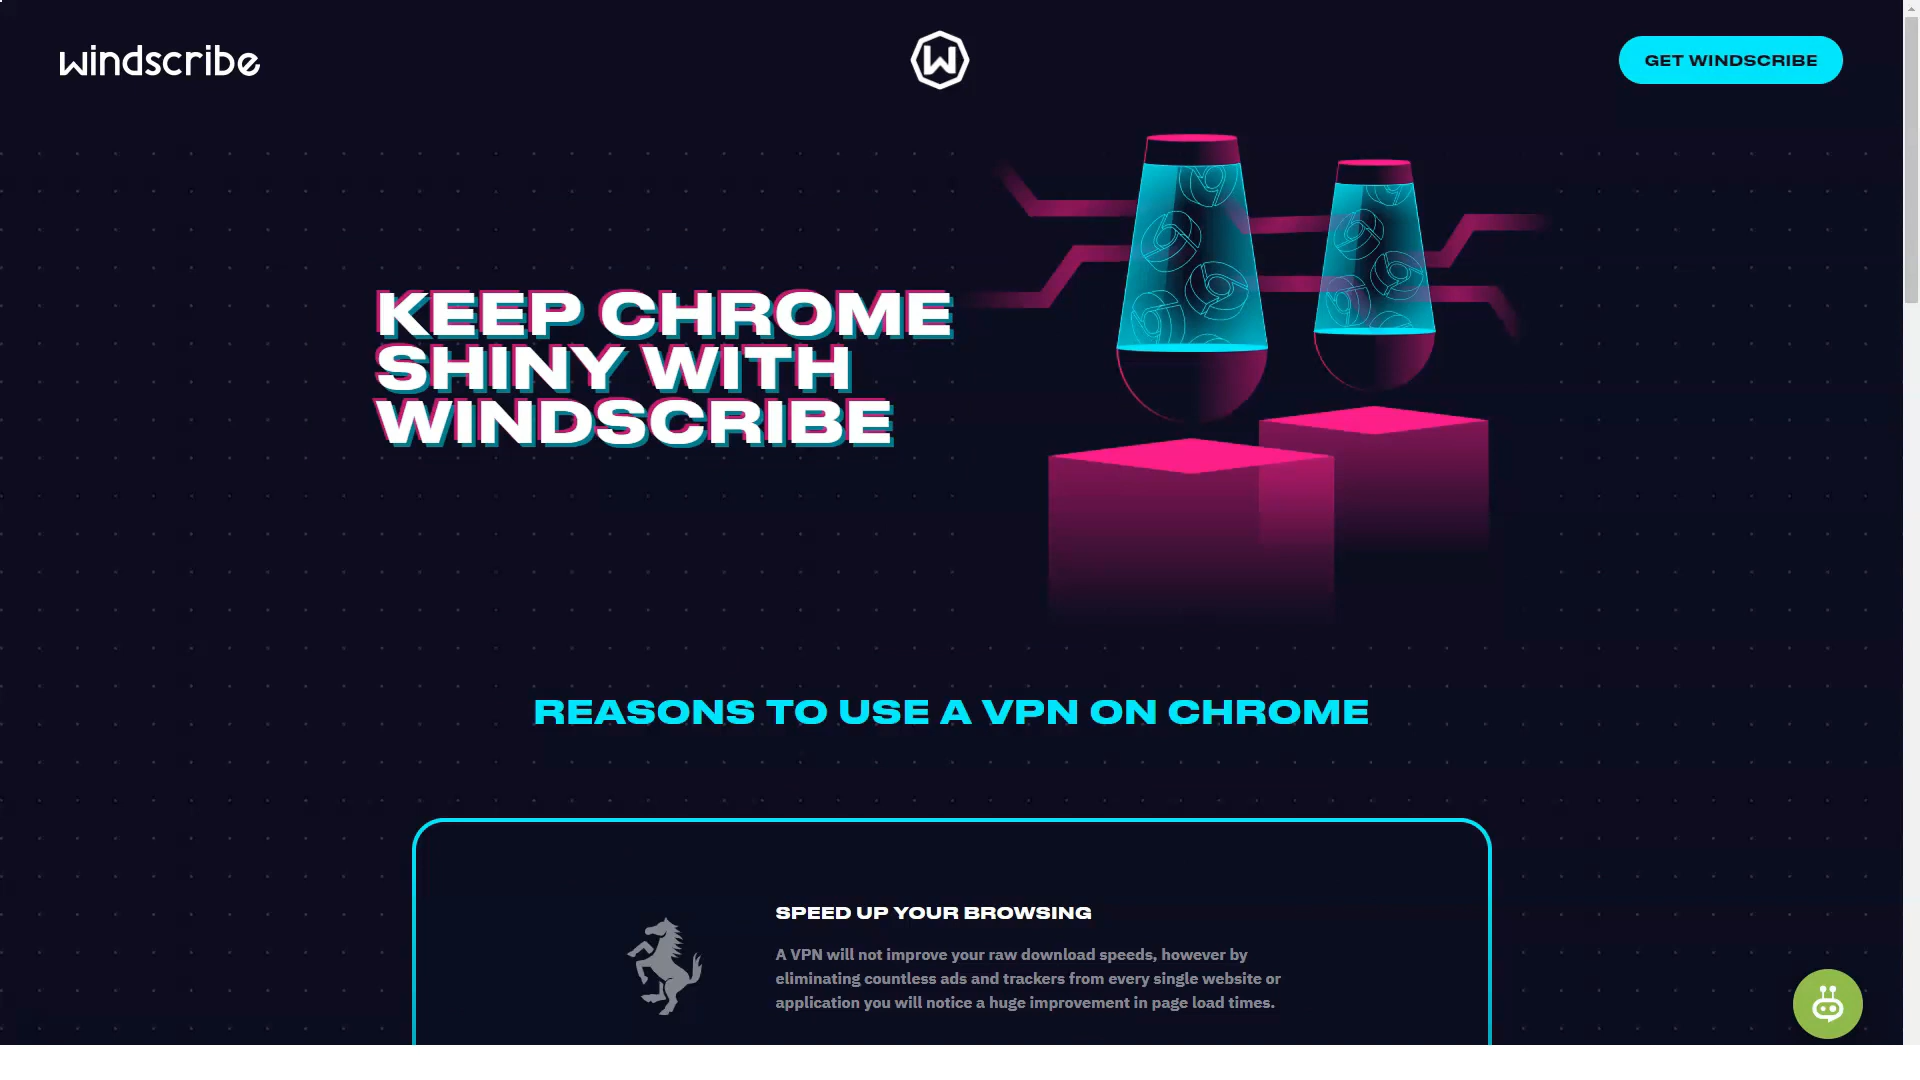 windscribe
W
GET WINDSCRIBE
KEEP CHROME
SHINY WITH
WINDSCRIBE
REASONS TO USE A VPN ON CHROME
SPEED UP YOUR BROWSING
A VPN will not improve your raw download speeds, however by
eliminating countless ads and trackers from every single website or
application you will notice a huge improvement in page load times.